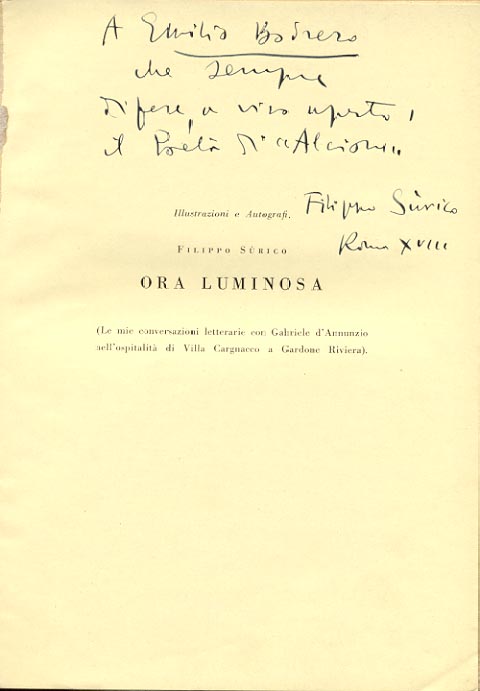 A Emilio Bodrero
che sempre
difese, a viso aperto,
il Poeta di "Alcione"
Filippo Sùrico
Roma XVIII
Illustrazioni e Autografi.
FILIPPO SÙRICO
ORA LUMINOSA
(Le mie conversazioni letterarie con Gabriele d'Annunzio
nell'ospitalità di Villa Cargnacco a Gardone Riviera).